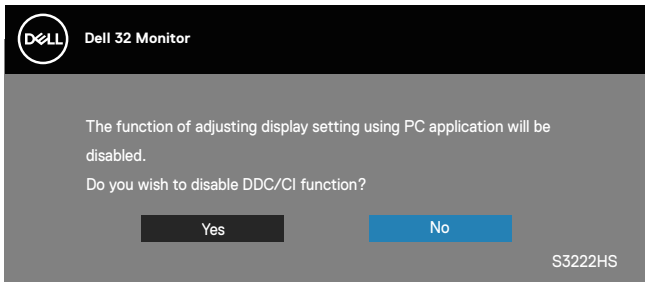 DELL
Dell 32 Monitor
The function of adjusting display setting using PC application will be
disabled.
Do you wish to disable DDC/CI function?
Yes No
S3222HS